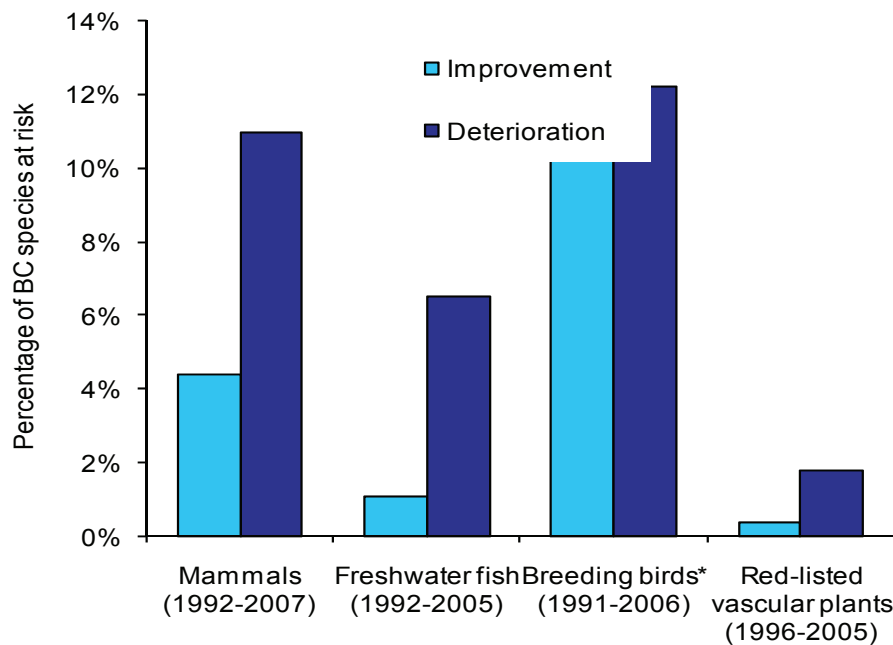 Percentage of BC species at risk
14%
12%
10%
8%
6%
4%
2%
0%
Improvement
Deterioration
Mammals
(1992-2007)
Freshwater fish
(1992-2005)
Breeding birds*
(1991-2006)
Red-listed
vascular plants
(1996-2005)